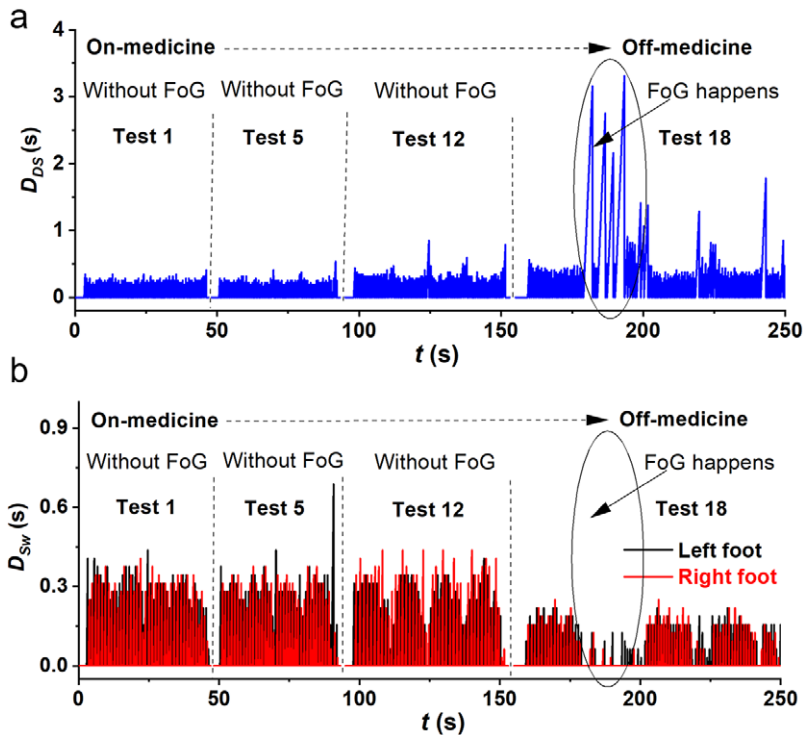 a
4
3
2
1
0
D_DS (s)
On-medicine
Off-medicine
Without FoG
Without FoG
Without FoG
FoG happens
Test 1
Test 5
Test 12
Test 18
0
50
100
150
200
250
t (s)
b
0.9
0.6
0.3
0.0
D_Sw (s)
On-medicine
Off-medicine
Without FoG
Without FoG
Without FoG
FoG happens
Test 1
Test 5
Test 12
Test 18
Left foot
Right foot
0
50
100
150
200
250
t (s)